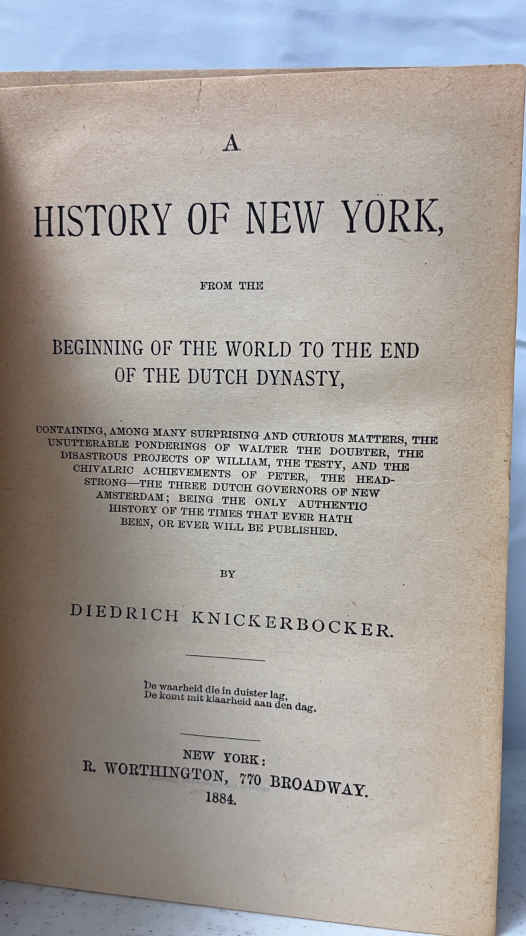 A
HISTORY OF NEW YORK,
FROM THE
BEGINNING OF THE WORLD TO THE END
OF THE DUTCH DYNASTY,
CONTAINING, AMONG MANY SURPRISING AND CURIOUS MATTERS, THE
UNUTTERABLE PONDERINGS OF WALTER THE DOUBTER, THE
DISASTROUS PROJECTS OF WILLIAM, THE TESTY, AND THE
CHIVALRIC ACHIEVEMENTS OF PETER, THE HEAD-
STRONG—THE THREE DUTCH GOVERNORS OF NEW
AMSTERDAM; BEING THE ONLY AUTHENTIC
HISTORY OF THE TIMES THAT EVER HATH
BEEN, OR EVER WILL BE PUBLISHED.
BY
DIEDRICH KNICKERBOCKER.
De waarheid die in duister lag,
De komt mit klaarheid aan den dag.
NEW YORK:
R. WORTHINGTON, 770 BROADWAY.
1884.